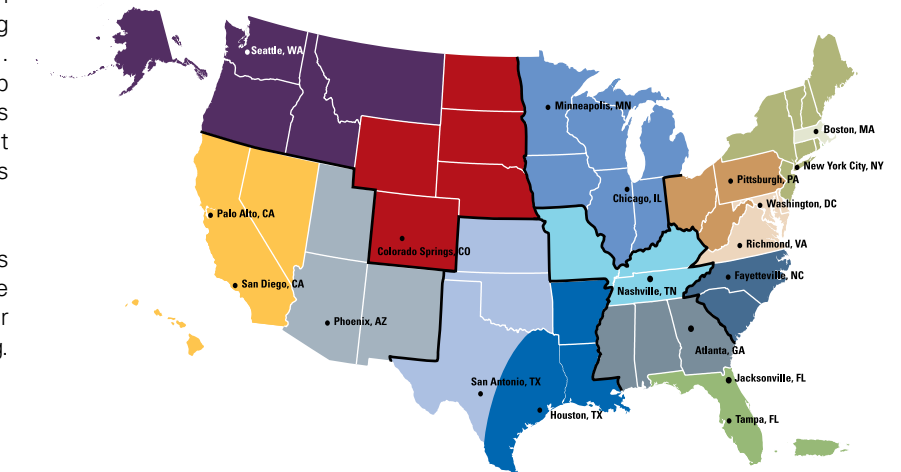 g
.
o
s
t
s
s
e
r
g.
Seattle, WA
Minneapolis, MN
Boston, MA
New York City, NY
Pittsburgh, PA
Chicago, IL
Washington, DC
Palo Alto, CA
Richmond, VA
Colorado Springs, CO
Fayetteville, NC
San Diego, CA
Nashville, TN
Phoenix, AZ
Atlanta, GA
San Antonio, TX
Jacksonville, FL
Houston, TX
Tampa, FL